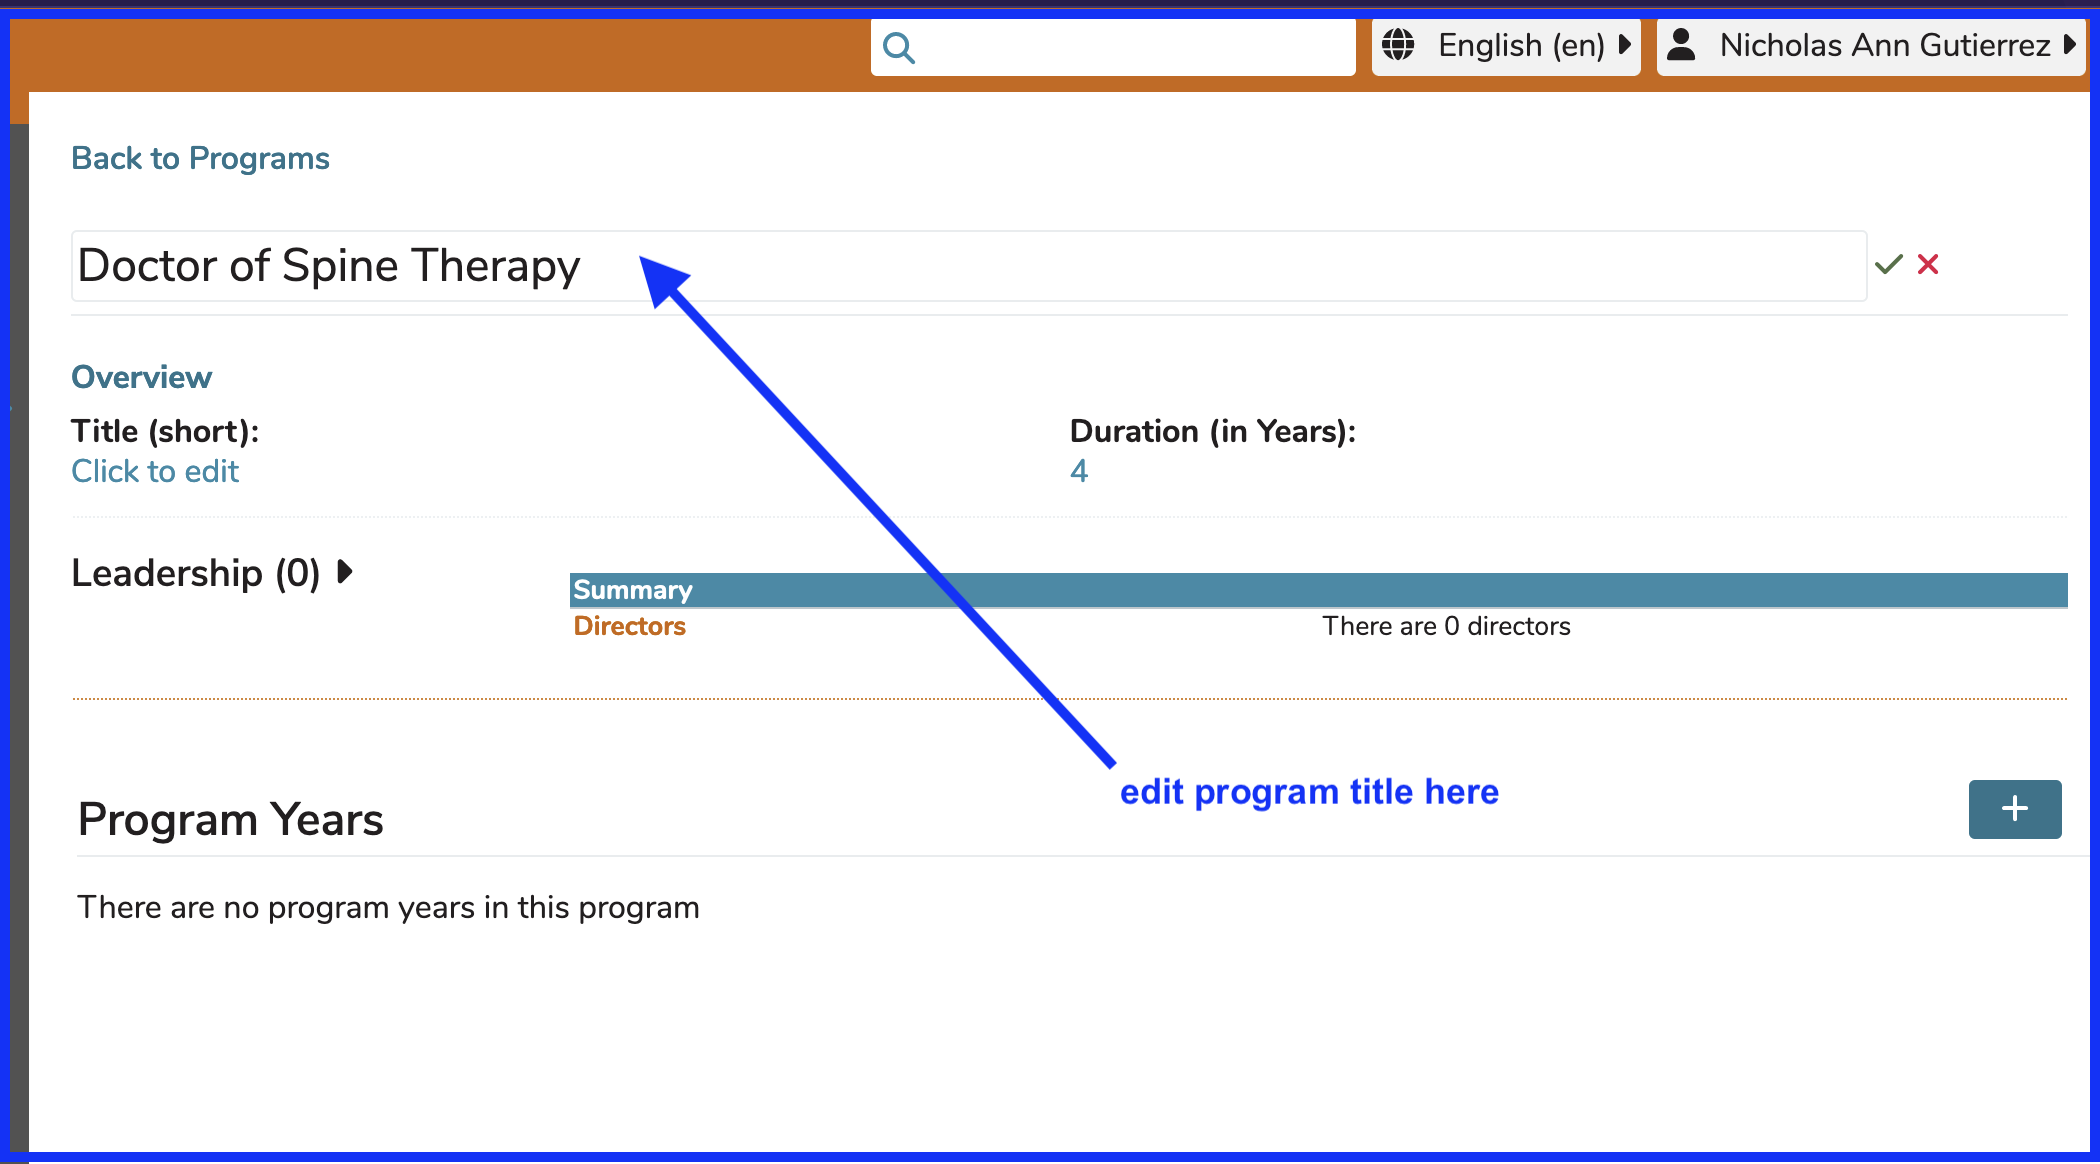 English (en)
Nicholas Ann Gutierrez
Back to Programs
Doctor of Spine Therapy
Overview
Title (short):
Click to edit
Duration (in Years):
4
Leadership (0)
Summary
Directors
There are 0 directors
edit program title here
Program Years
There are no program years in this program